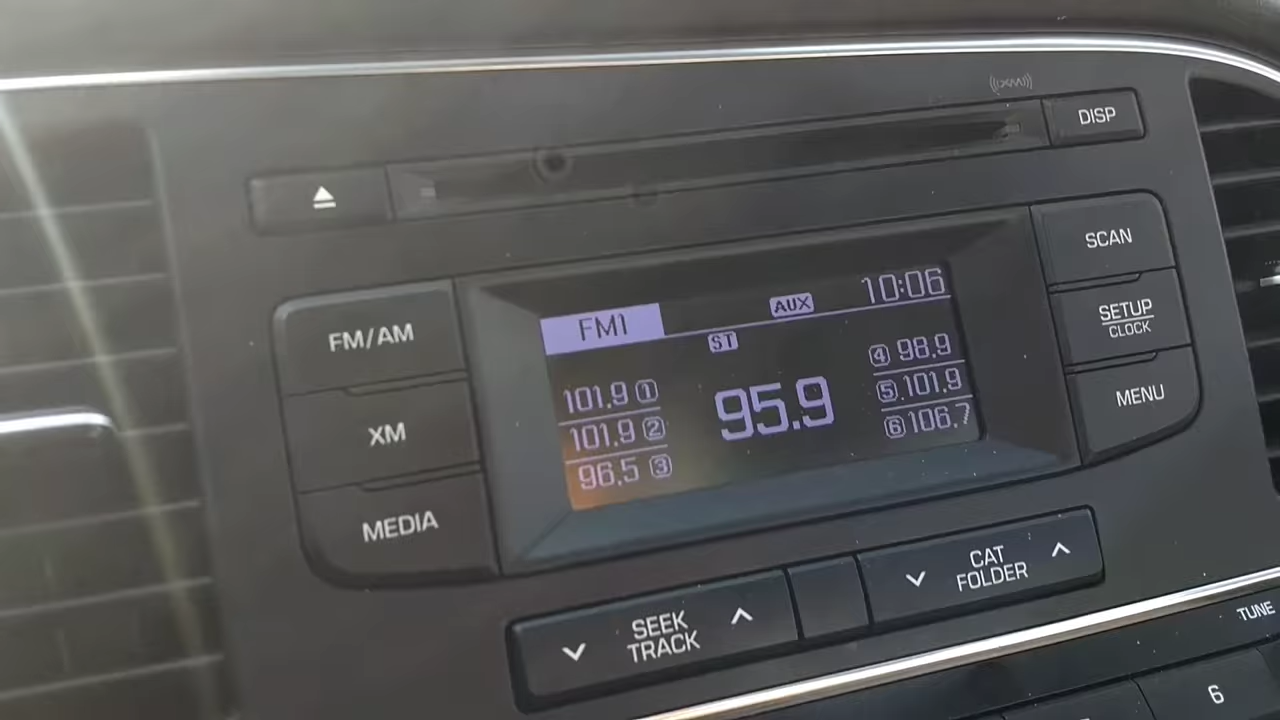 ((XM))
DISP
SCAN
FM/AM
FM1
AUX
10:06
SETUP
CLOCK
ST
101.9 1
95.9
4 98.9
XM
101.9 2
5 101.9
MENU
96.5 3
6 106.7
MEDIA
CAT
FOLDER
SEEK
TRACK
TUNE
6